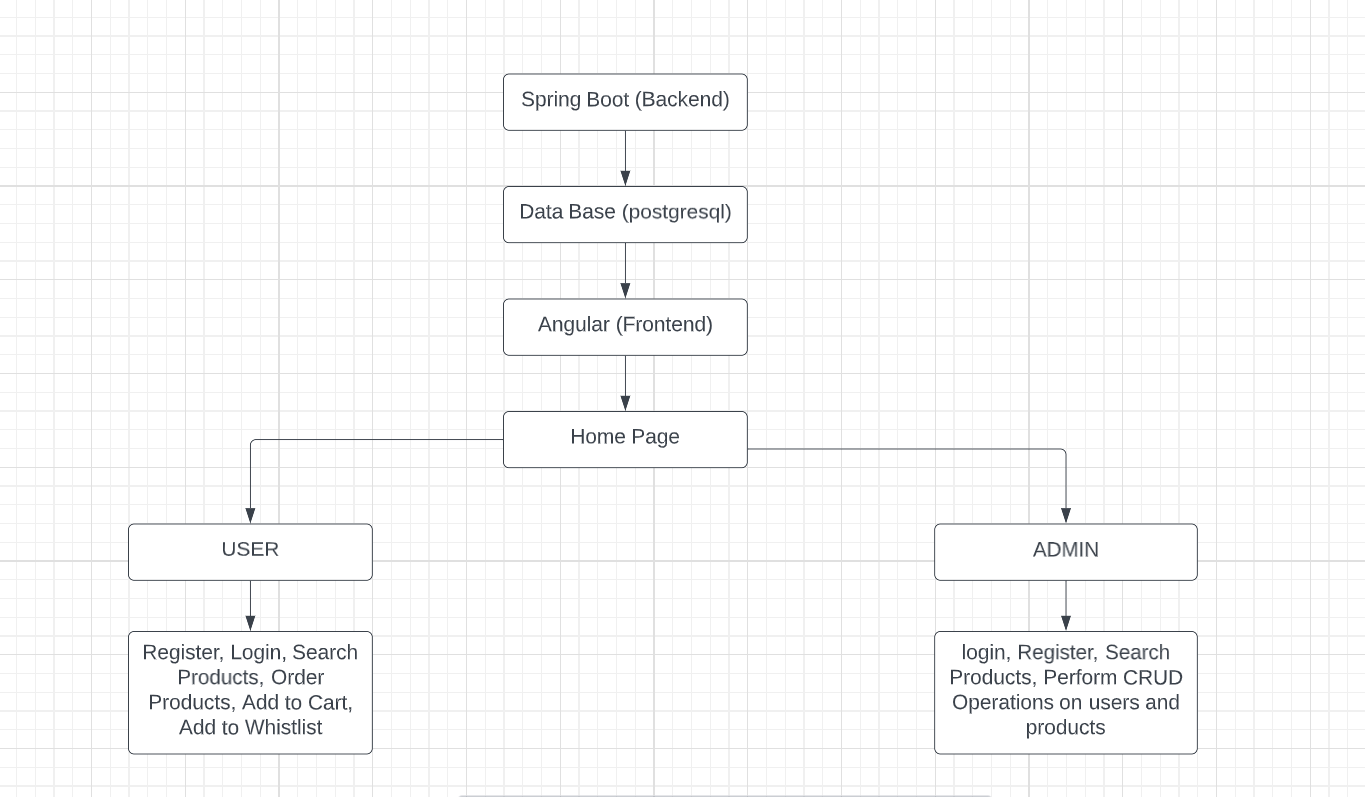 Spring Boot (Backend)
Data Base (postgresql)
Angular (Frontend)
Home Page
USER
ADMIN
Register, Login, Search
Products, Order
Products, Add to Cart,
Add to Whistlist
login, Register, Search
Products, Perform CRUD
Operations on users and
products